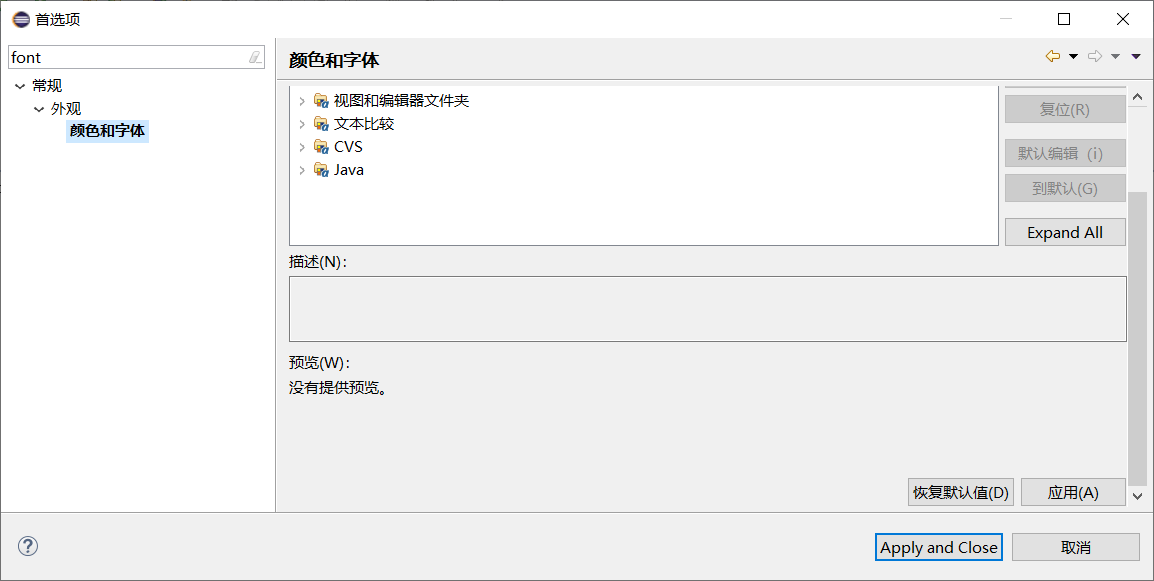 首选项
font
常规
外观
颜色和字体
颜色和字体
视图和编辑器文件夹
文本比较
CVS
Java
复位(R)
默认编辑（i）
到默认(G)
Expand All
描述(N)：
预览(W)：
没有提供预览。
恢复默认值(D)
应用(A)
Apply and Close
取消